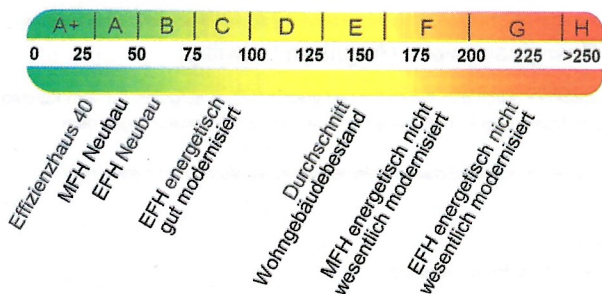 A+ A B C D E F G H
0 25 50 75 100 125 150 175 200 225 >250
Effizienzhaus 40
MFH Neubau
EFH Neubau
EFH energetisch
gut modernisiert
Durchschnitt
Wohngebäudebestand
MFH energetisch nicht
wesentlich modernisiert
EFH energetisch nicht
wesentlich modernisiert